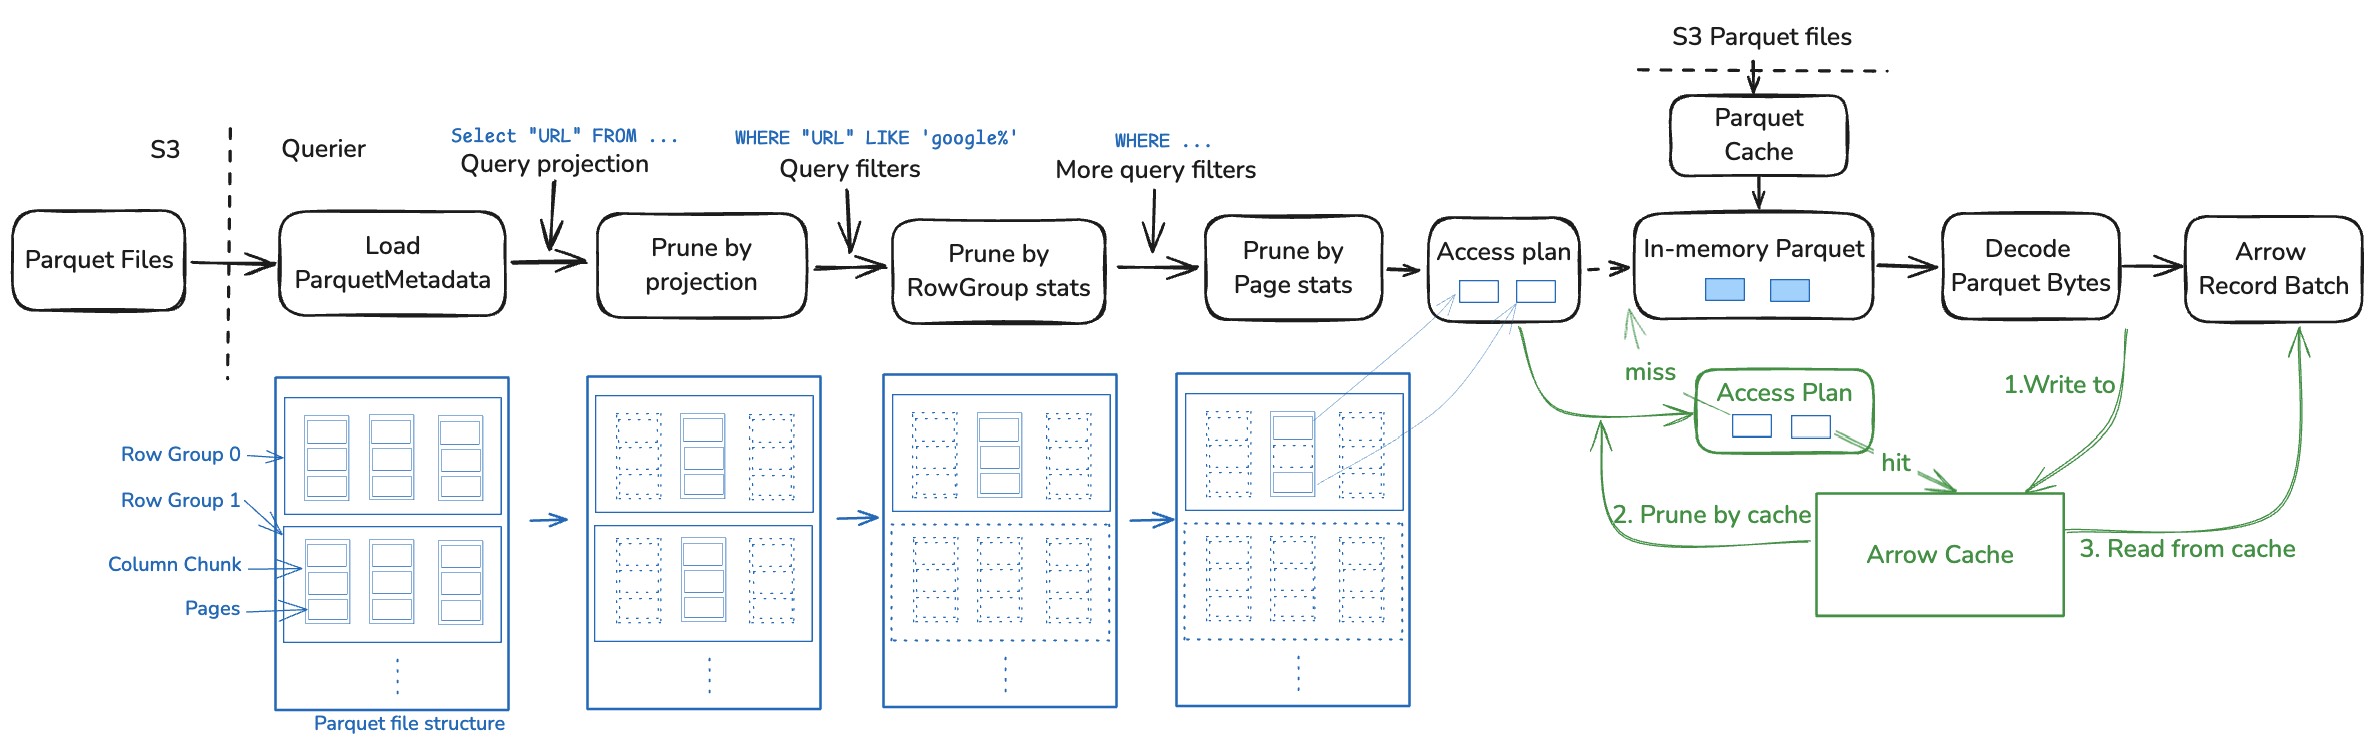 S3 Parquet files
Parquet
Cache
S3
Querier
Select "URL" FROM ...
Query projection
WHERE "URL" LIKE 'google%'
Query filters
WHERE ...
More query filters
Parquet Files
Load
ParquetMetadata
Prune by
projection
Prune by
RowGroup stats
Prune by
Page stats
Access plan
In-memory Parquet
Decode
Parquet Bytes
Arrow
Record Batch
miss
Access Plan
1.Write to
hit
2. Prune by cache
Arrow Cache
3. Read from cache
Row Group 0
Row Group 1
Column Chunk
Pages
Parquet file structure